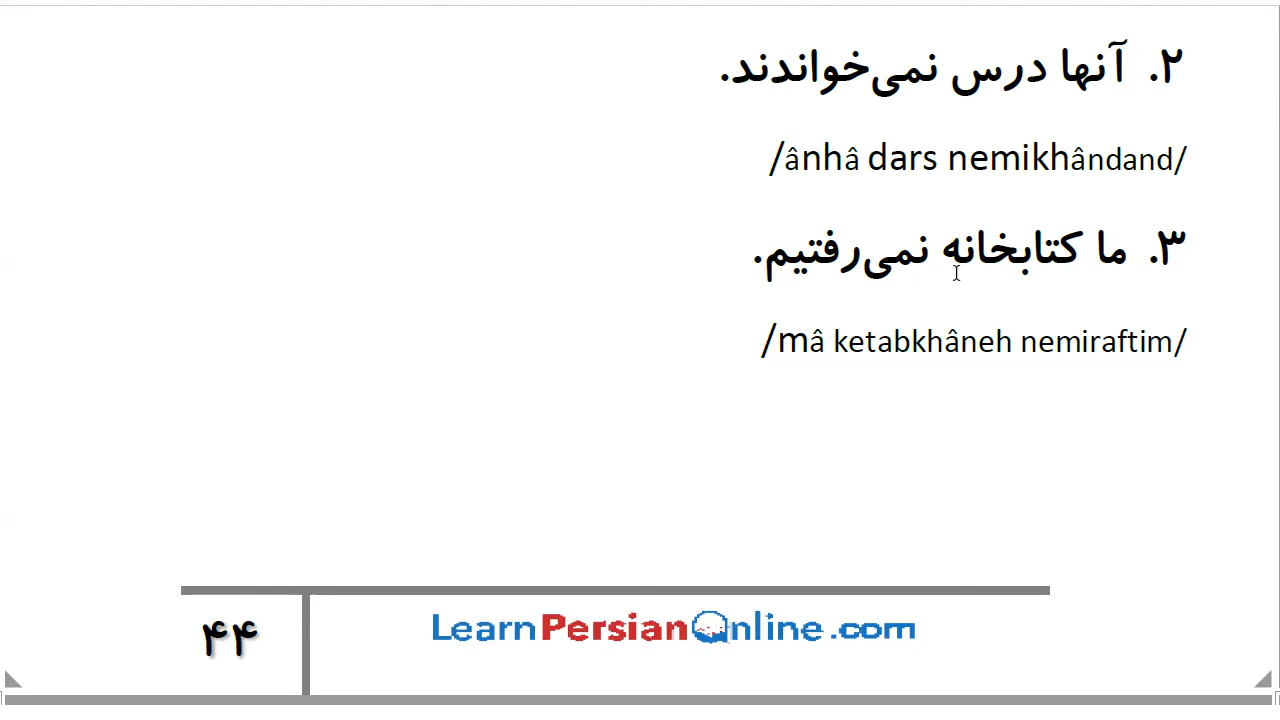 ۲. آنها درس نمی‌خواندند.
/ânhâ dars nemikhândand/
۳. ما کتابخانه نمی‌رفتیم.
/mâ ketabkhâneh nemiraftim/
۴۴
LearnPersianOnline.com